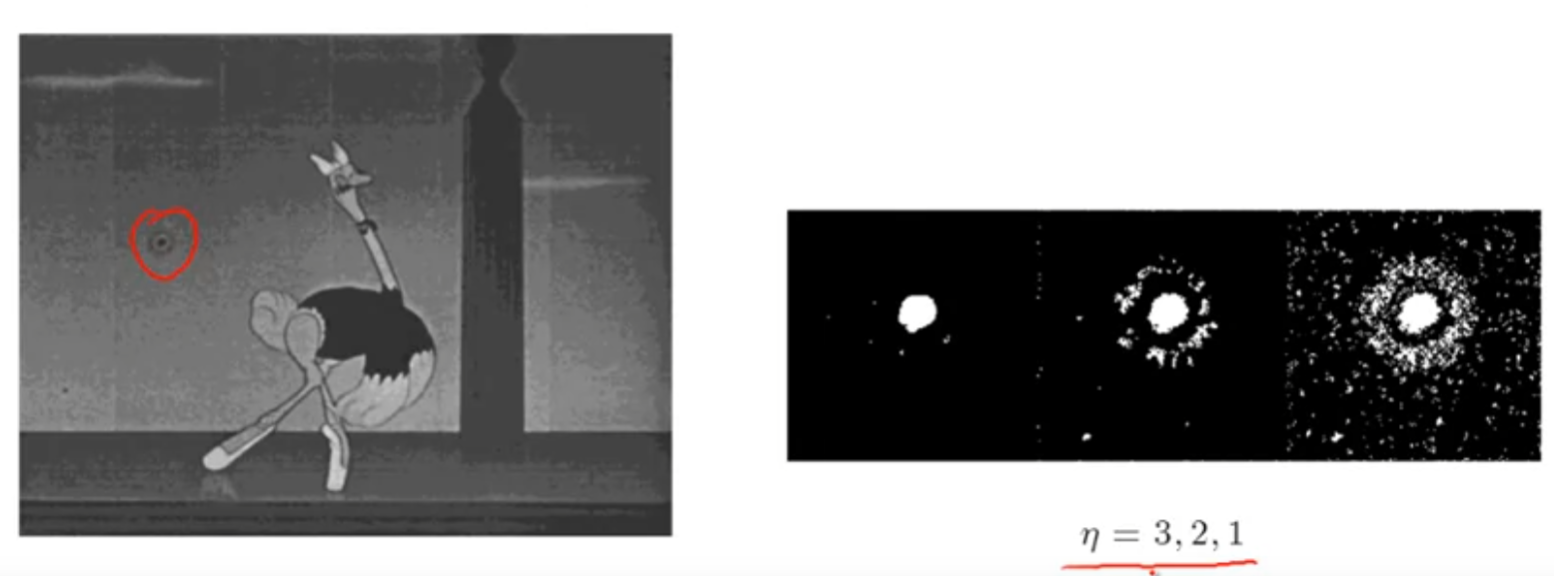 η = 3, 2, 1